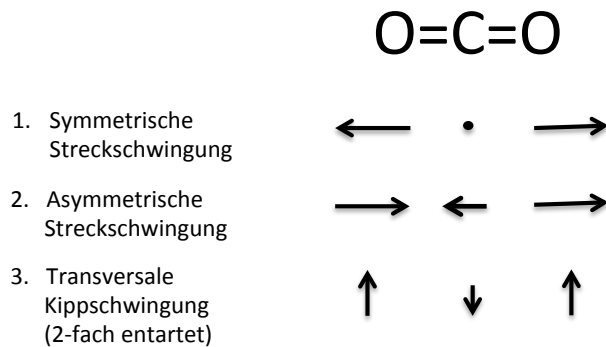 O=C=O
1. Symmetrische
Streckschwingung
2. Asymmetrische
Streckschwingung
3. Transversale
Kippschwingung
(2-fach entartet)